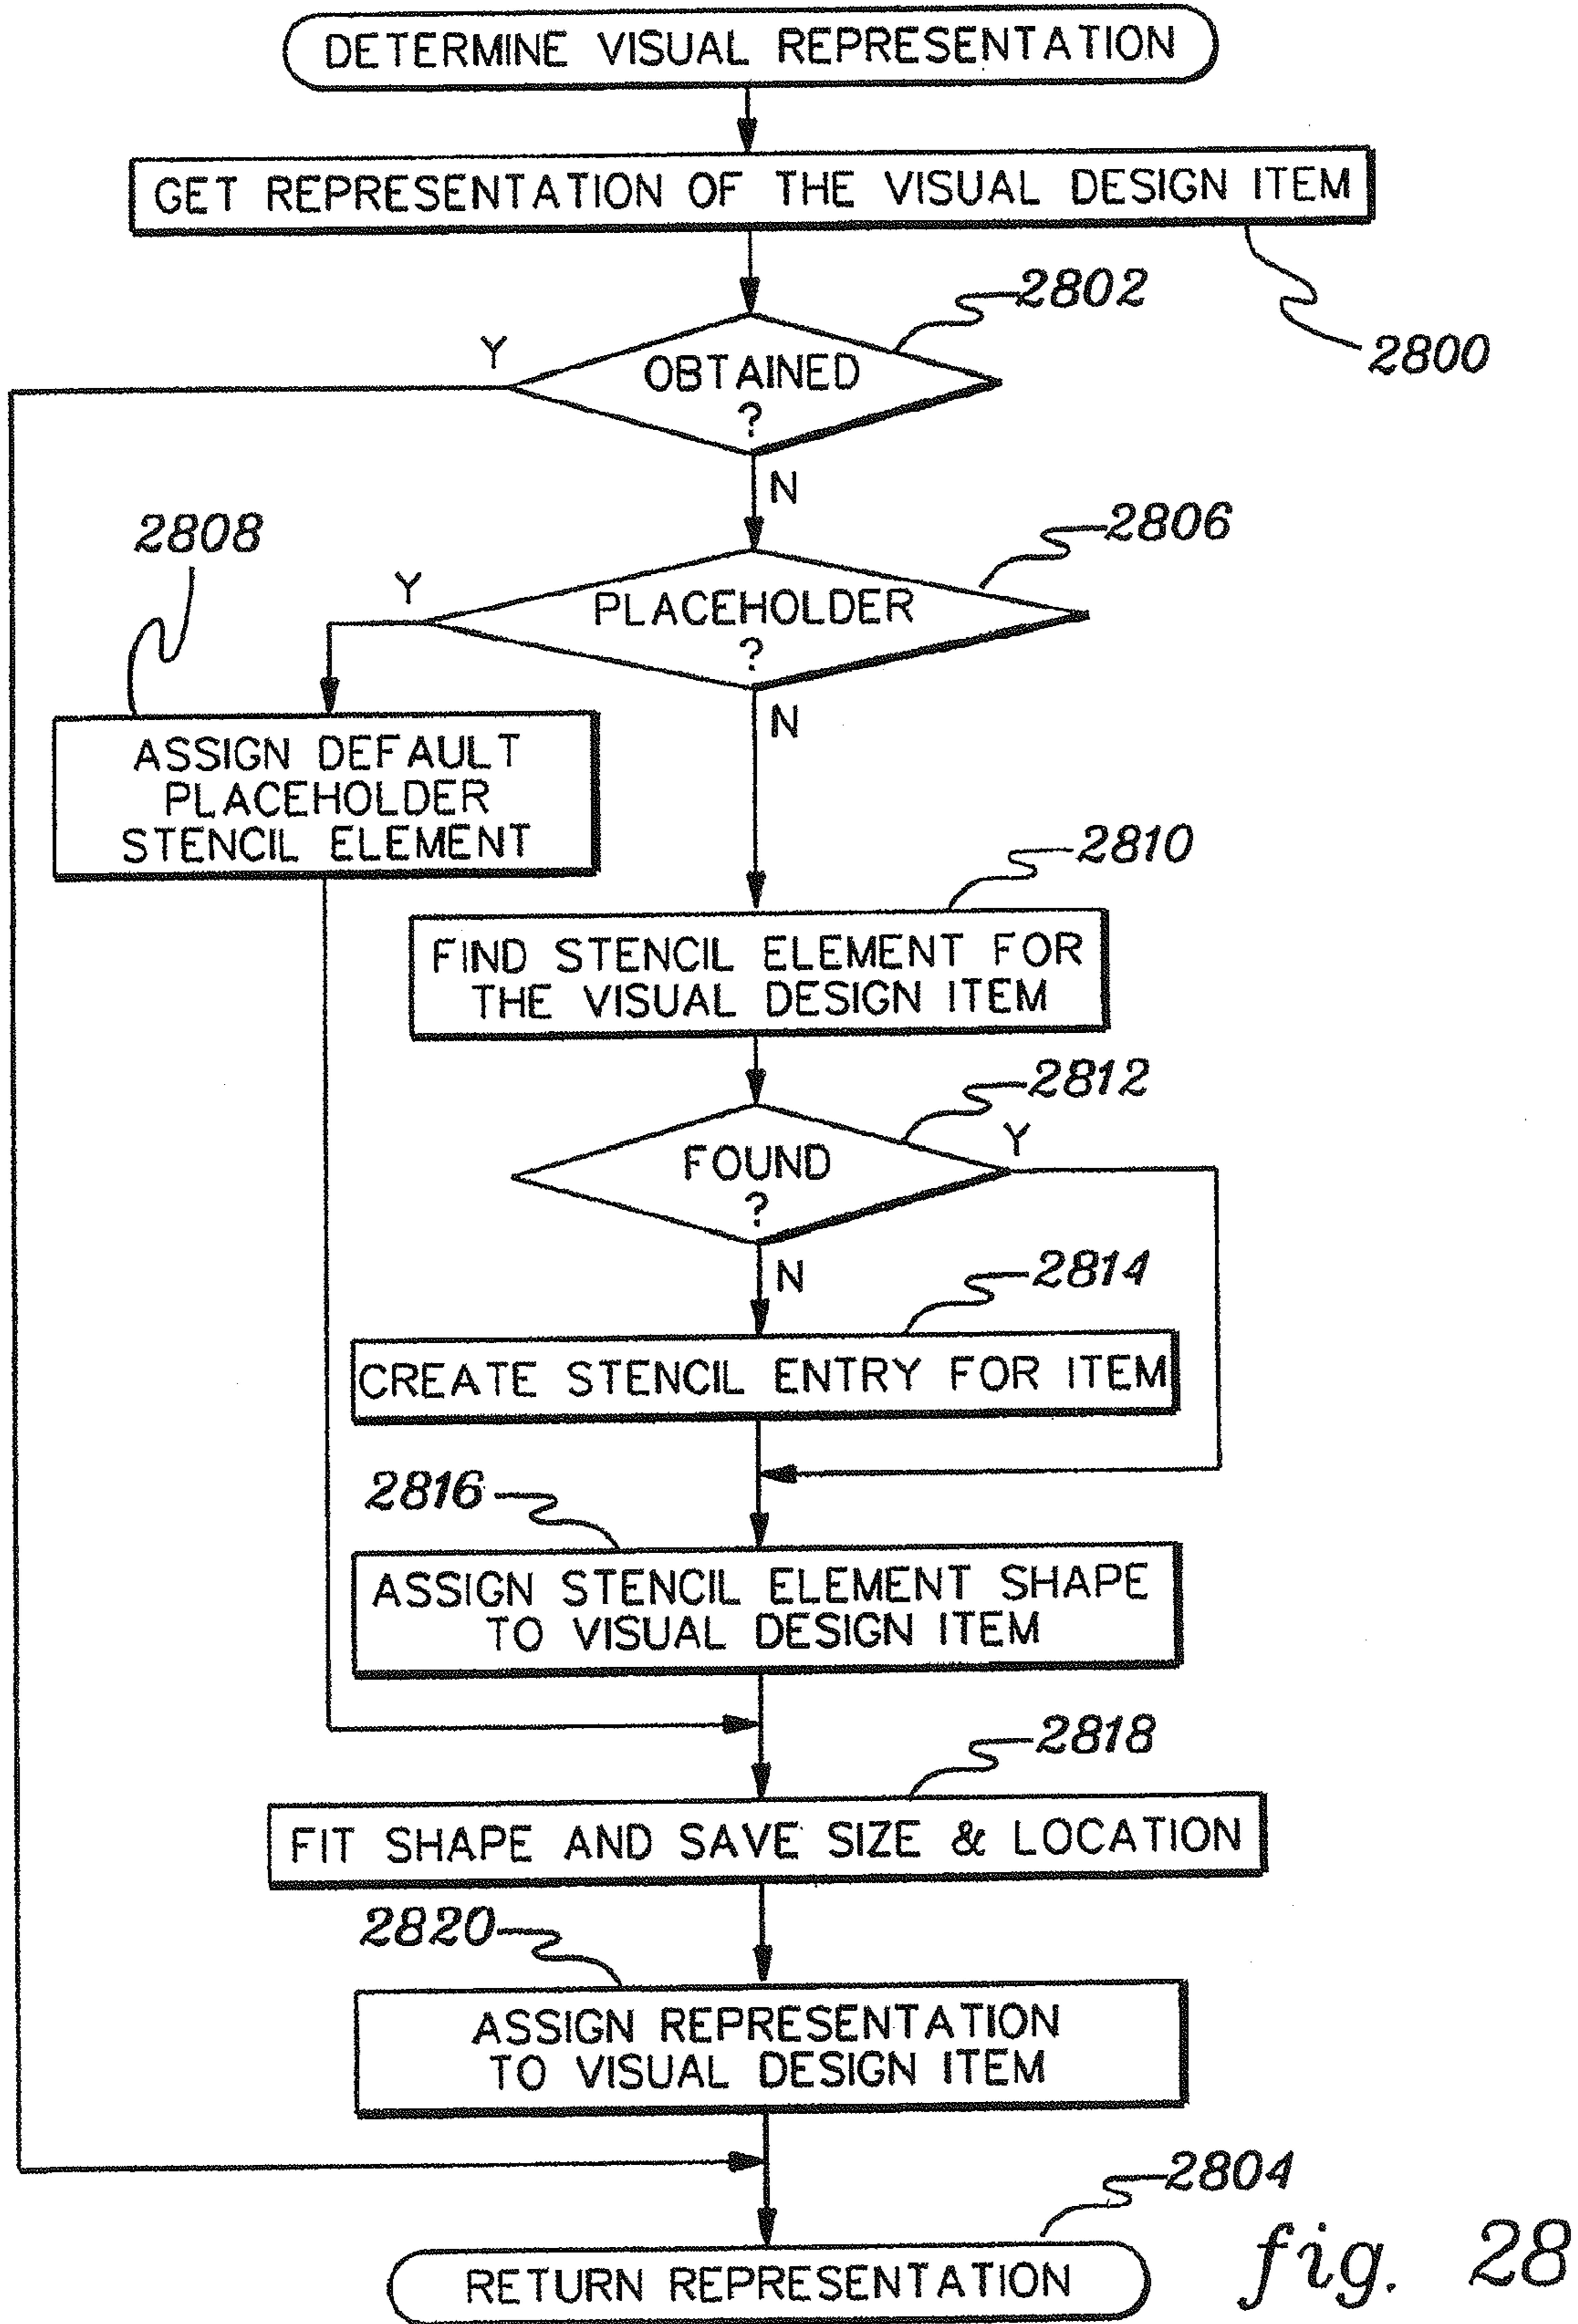 DETERMINE VISUAL REPRESENTATION
GET REPRESENTATION OF THE VISUAL DESIGN ITEM
2800
2802
Y
OBTAINED
?
N
2806
2808
Y
PLACEHOLDER
?
N
ASSIGN DEFAULT
PLACEHOLDER
STENCIL ELEMENT
2810
FIND STENCIL ELEMENT FOR
THE VISUAL DESIGN ITEM
2812
Y
FOUND
?
N
2814
CREATE STENCIL ENTRY FOR ITEM
2816
ASSIGN STENCIL ELEMENT SHAPE
TO VISUAL DESIGN ITEM
2818
FIT SHAPE AND SAVE SIZE & LOCATION
2820
ASSIGN REPRESENTATION
TO VISUAL DESIGN ITEM
2804
RETURN REPRESENTATION
fig. 28